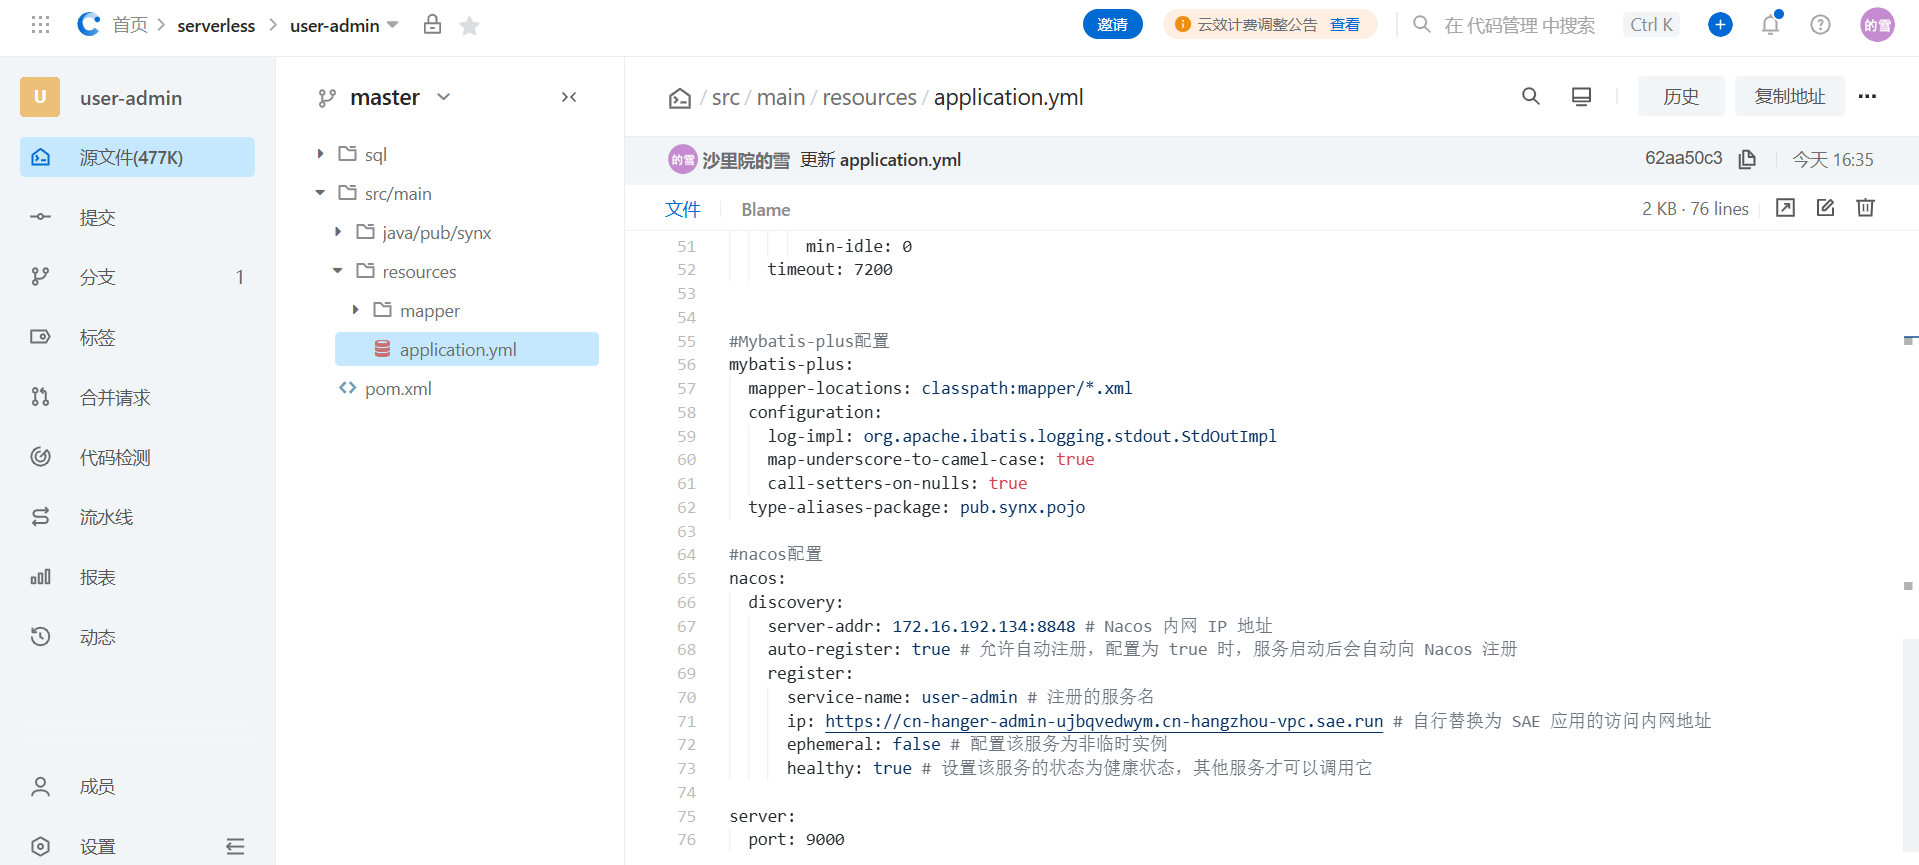 首页 serverless user-admin 邀请 云效计费调整公告 查看 在 代码管理 中搜索 Ctrl K 的雪
U user-admin
源文件(477K)
提交
分支 1
标签
合并请求
代码检测
流水线
报表
动态
成员
设置
master
sql
src/main
java/pub/synx
resources
mapper
application.yml
pom.xml
/ src / main / resources / application.yml 历史 复制地址
的雪 沙里院的雪 更新 application.yml 62aa50c3 今天 16:35
文件 Blame 2 KB · 76 lines
51 min-idle: 0
52 timeout: 7200
53
54
55 #Mybatis-plus配置
56 mybatis-plus:
57 mapper-locations: classpath:mapper/*.xml
58 configuration:
59 log-impl: org.apache.ibatis.logging.stdout.StdOutImpl
60 map-underscore-to-camel-case: true
61 call-setters-on-nulls: true
62 type-aliases-package: pub.synx.pojo
63
64 #nacos配置
65 nacos:
66 discovery:
67 server-addr: 172.16.192.134:8848 # Nacos 内网 IP 地址
68 auto-register: true # 允许自动注册，配置为 true 时，服务启动后会自动向 Nacos 注册
69 register:
70 service-name: user-admin # 注册的服务名
71 ip: https://cn-hanger-admin-ujbqvedwym.cn-hangzhou-vpc.sae.run # 自行替换为 SAE 应用的访问内网地址
72 ephemeral: false # 配置该服务为非临时实例
73 healthy: true # 设置该服务的状态为健康状态，其他服务才可以调用它
74
75 server:
76 port: 9000